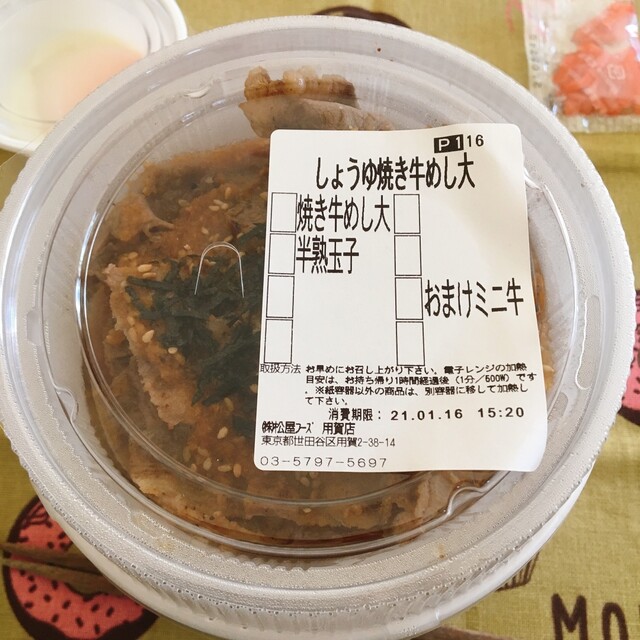 P1 16
しょうゆ焼き牛めし大
焼き牛めし大
半熟玉子
おまけミニ牛
取扱方法 お早めにお召し上がり下さい。電子レンジの加熱
目安は、お持ち帰り1時間経過後（1分／500W）です
。※紙容器以外の商品は、別容器に移して加熱し
て下さい。
消費期限： 21.01.16 15:20
㈱松屋フーズ 用賀店
東京都世田谷区用賀2-38-14
03-5797-5697
MO